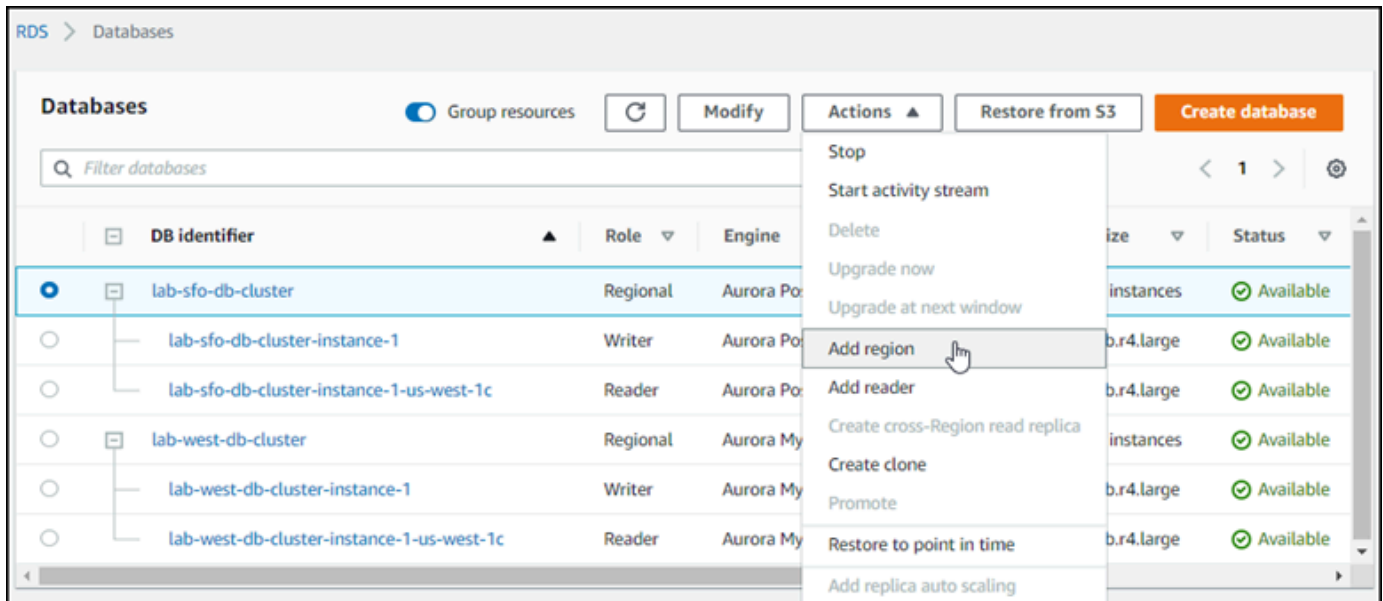 RDS > Databases
Databases
Group resources
Modify
Actions
Restore from S3
Create database
Filter databases
< 1 >
DB identifier Role Engine ize Status
lab-sfo-db-cluster Regional Aurora Po instances Available
lab-sfo-db-cluster-instance-1 Writer Aurora Po b.r4.large Available
lab-sfo-db-cluster-instance-1-us-west-1c Reader Aurora Po b.r4.large Available
lab-west-db-cluster Regional Aurora My instances Available
lab-west-db-cluster-instance-1 Writer Aurora My b.r4.large Available
lab-west-db-cluster-instance-1-us-west-1c Reader Aurora My b.r4.large Available
Stop
Start activity stream
Delete
Upgrade now
Upgrade at next window
Add region
Add reader
Create cross-Region read replica
Create clone
Promote
Restore to point in time
Add replica auto scaling